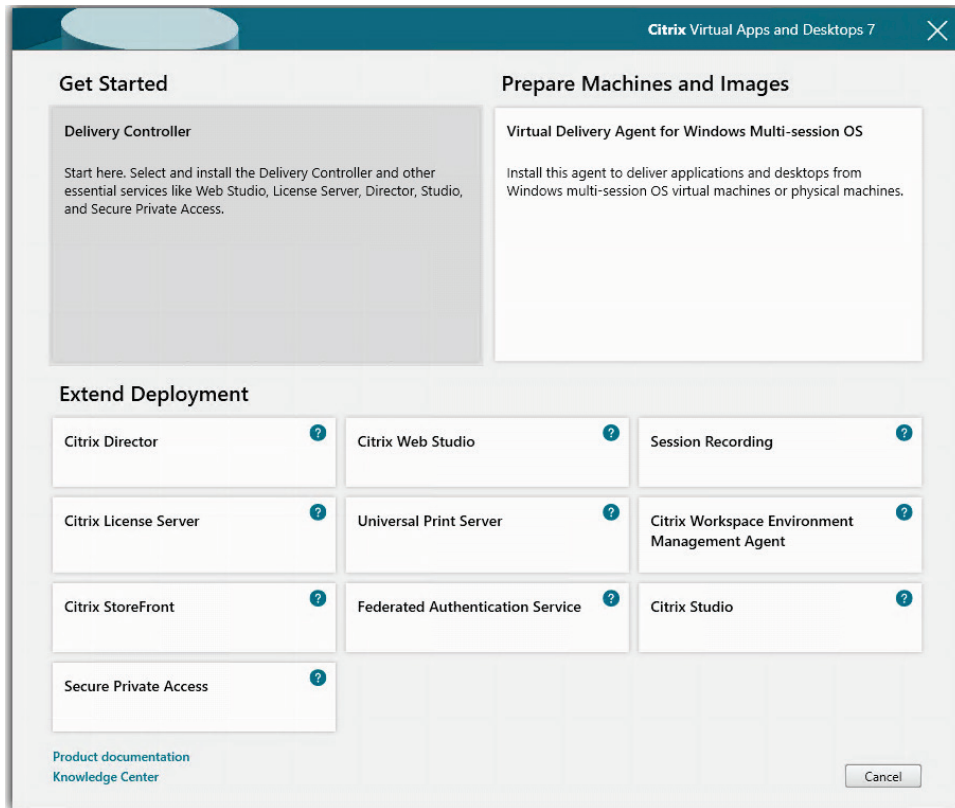 Citrix Virtual Apps and Desktops 7
Get Started
Delivery Controller
Start here. Select and install the Delivery Controller and other
essential services like Web Studio, License Server, Director, Studio,
and Secure Private Access.
Prepare Machines and Images
Virtual Delivery Agent for Windows Multi-session OS
Install this agent to deliver applications and desktops from
Windows multi-session OS virtual machines or physical machines.
Extend Deployment
Citrix Director ?
Citrix Web Studio ?
Session Recording ?
Citrix License Server ?
Universal Print Server ?
Citrix Workspace Environment ?
Management Agent
Citrix StoreFront ?
Federated Authentication Service ?
Citrix Studio ?
Secure Private Access ?
Product documentation
Knowledge Center
Cancel